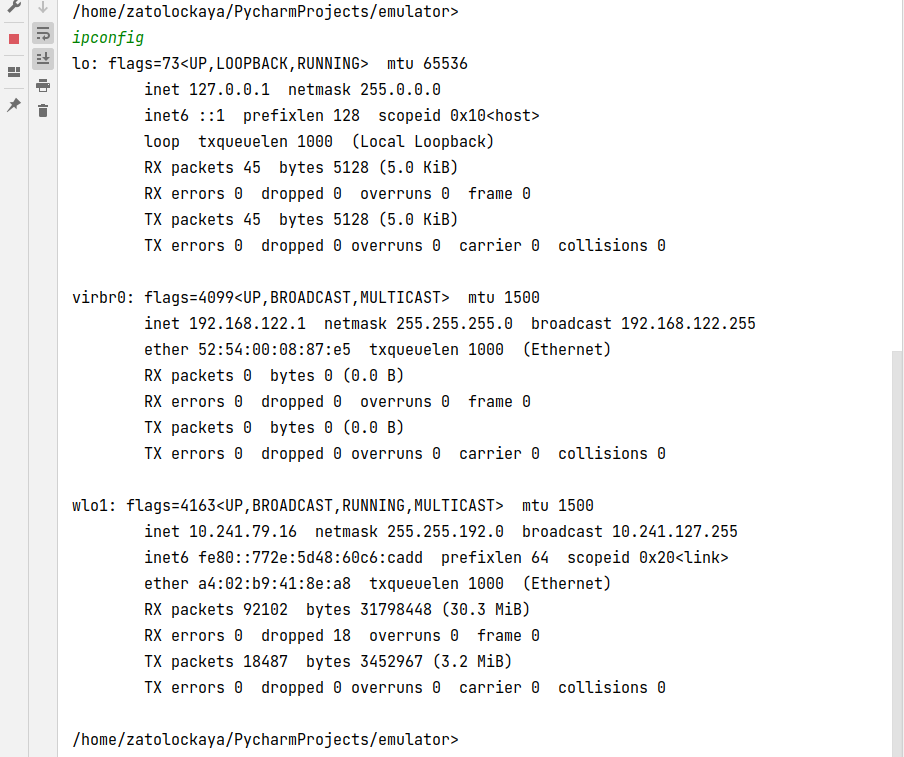 /home/zatolockaya/PycharmProjects/emulator>
ipconfig
lo: flags=73<UP,LOOPBACK,RUNNING>  mtu 65536
        inet 127.0.0.1  netmask 255.0.0.0
        inet6 ::1  prefixlen 128  scopeid 0x10<host>
        loop  txqueuelen 1000  (Local Loopback)
        RX packets 45  bytes 5128 (5.0 KiB)
        RX errors 0  dropped 0  overruns 0  frame 0
        TX packets 45  bytes 5128 (5.0 KiB)
        TX errors 0  dropped 0 overruns 0  carrier 0  collisions 0

virbr0: flags=4099<UP,BROADCAST,MULTICAST>  mtu 1500
        inet 192.168.122.1  netmask 255.255.255.0  broadcast 192.168.122.255
        ether 52:54:00:08:87:e5  txqueuelen 1000  (Ethernet)
        RX packets 0  bytes 0 (0.0 B)
        RX errors 0  dropped 0  overruns 0  frame 0
        TX packets 0  bytes 0 (0.0 B)
        TX errors 0  dropped 0 overruns 0  carrier 0  collisions 0

wlo1: flags=4163<UP,BROADCAST,RUNNING,MULTICAST>  mtu 1500
        inet 10.241.79.16  netmask 255.255.192.0  broadcast 10.241.127.255
        inet6 fe80::772e:5d48:60c6:cadd  prefixlen 64  scopeid 0x20<link>
        ether a4:02:b9:41:8e:a8  txqueuelen 1000  (Ethernet)
        RX packets 92102  bytes 31798448 (30.3 MiB)
        RX errors 0  dropped 18  overruns 0  frame 0
        TX packets 18487  bytes 3452967 (3.2 MiB)
        TX errors 0  dropped 0 overruns 0  carrier 0  collisions 0

/home/zatolockaya/PycharmProjects/emulator>